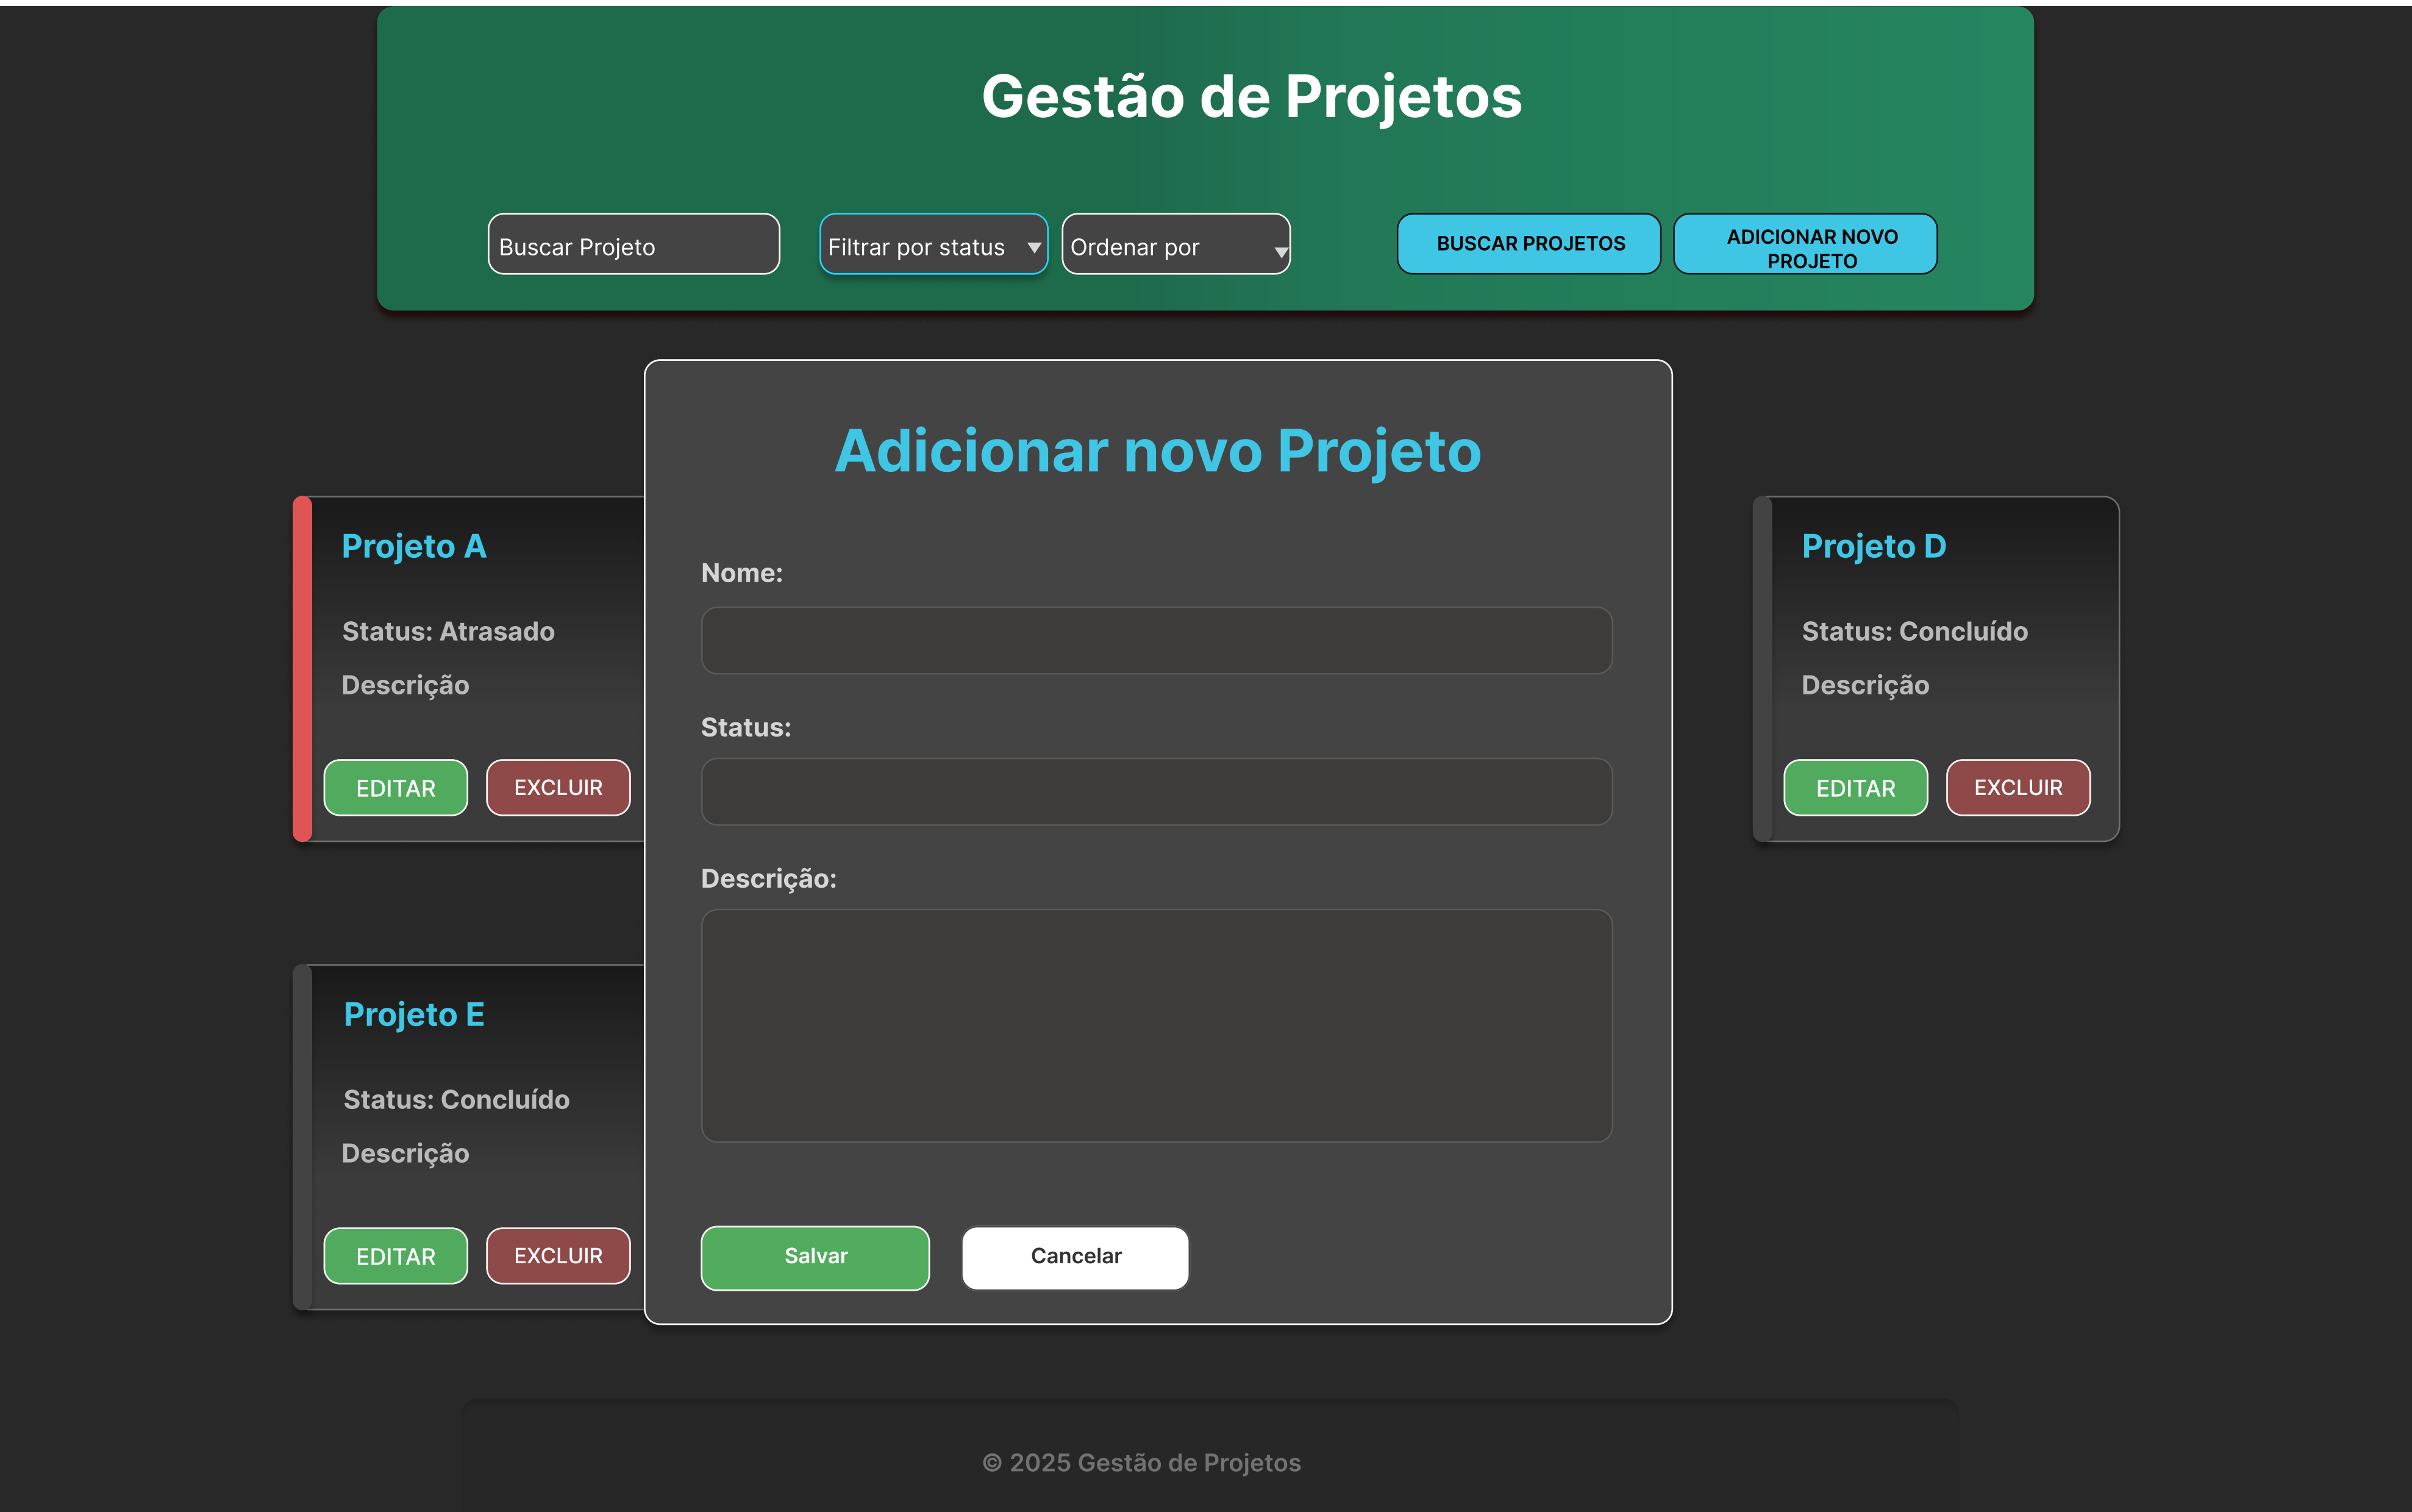 Gestão de Projetos
Buscar Projeto
Filtrar por status
Ordenar por
BUSCAR PROJETOS
ADICIONAR NOVO
PROJETO
Adicionar novo Projeto
Nome:
Status:
Descrição:
Salvar
Cancelar
Projeto A
Status: Atrasado
Descrição
EDITAR
EXCLUIR
Projeto D
Status: Concluído
Descrição
EDITAR
EXCLUIR
Projeto E
Status: Concluído
Descrição
EDITAR
EXCLUIR
© 2025 Gestão de Projetos